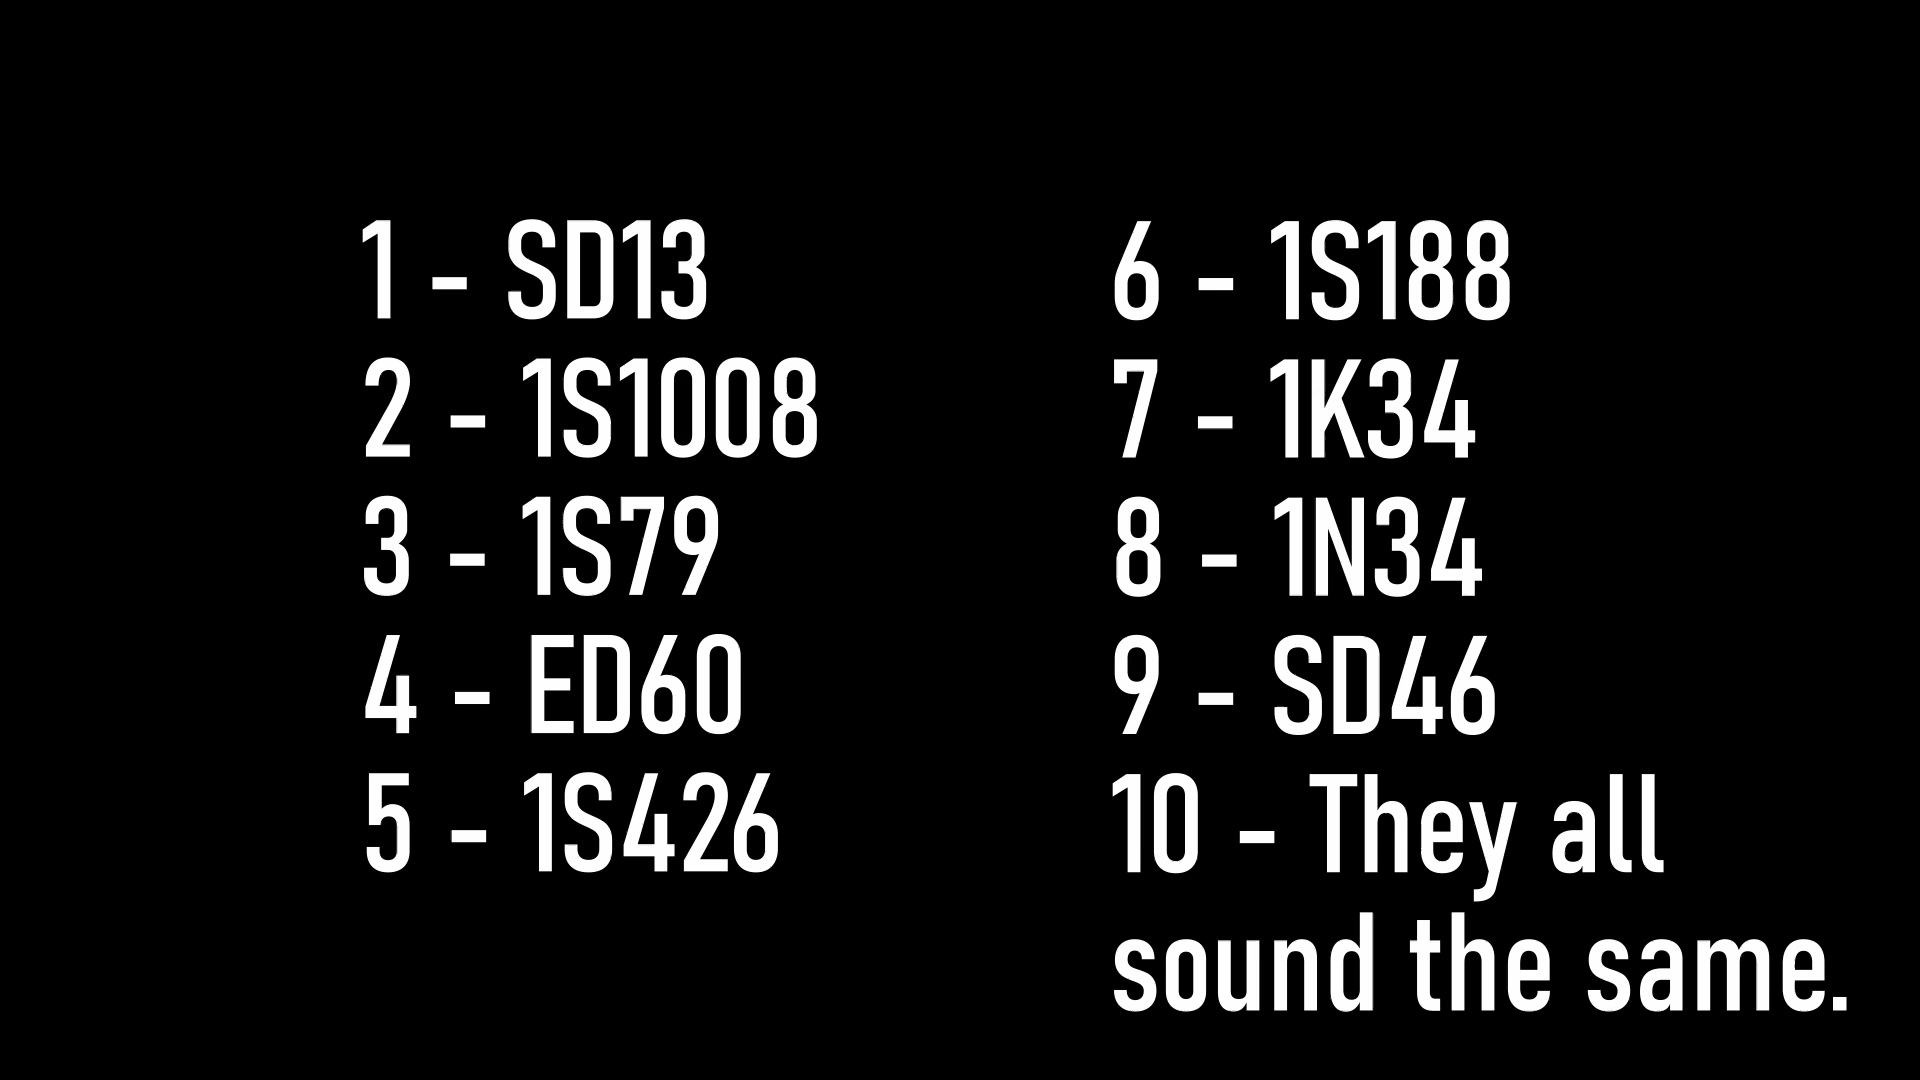 1 - SD13
2 - 1S1008
3 - 1S79
4 - ED60
5 - 1S426
6 - 1S188
7 - 1K34
8 - 1N34
9 - SD46
10 - They all
sound the same.